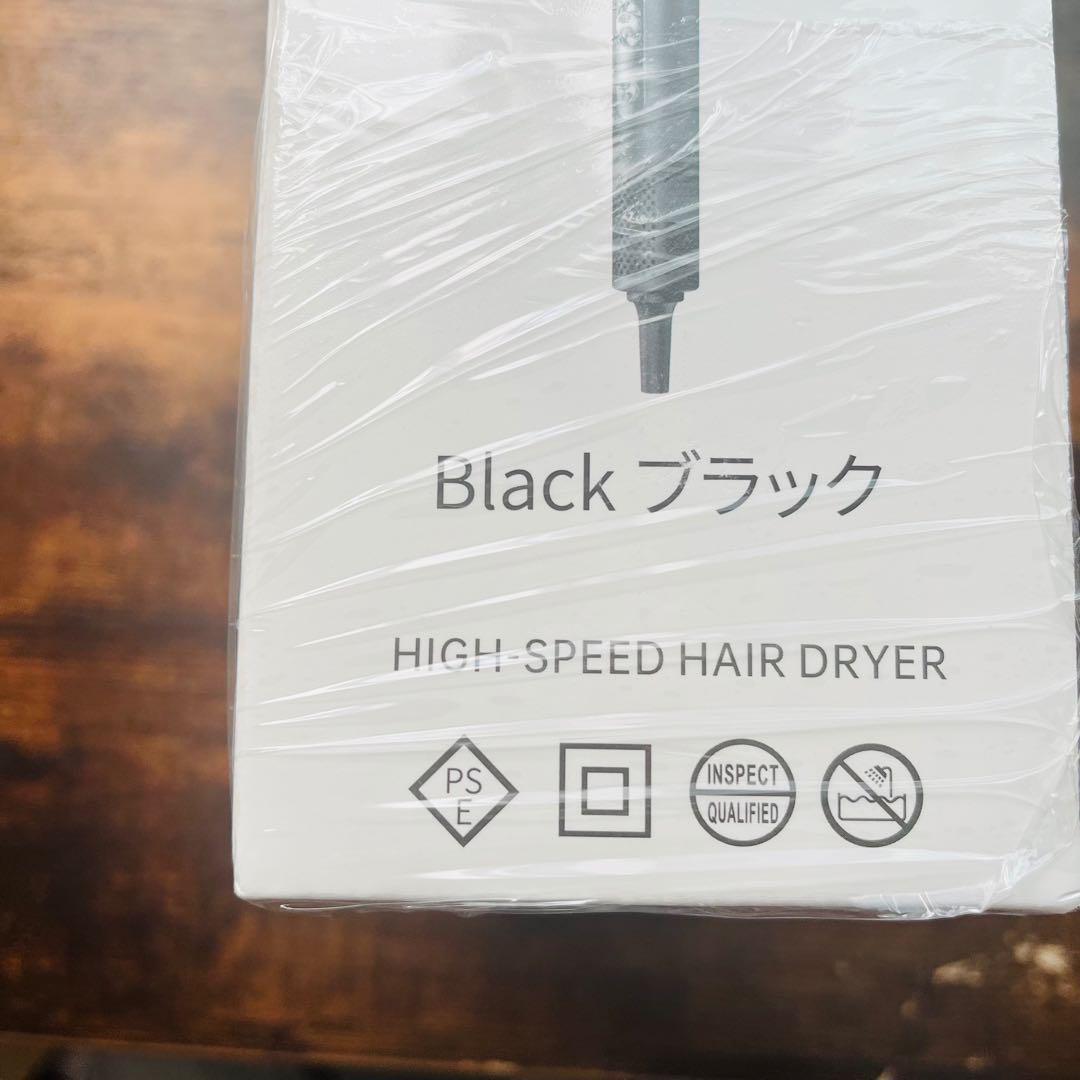 Black ブラック
HIGH-SPEED HAIR DRYER
PS
E
INSPECT
QUALIFIED